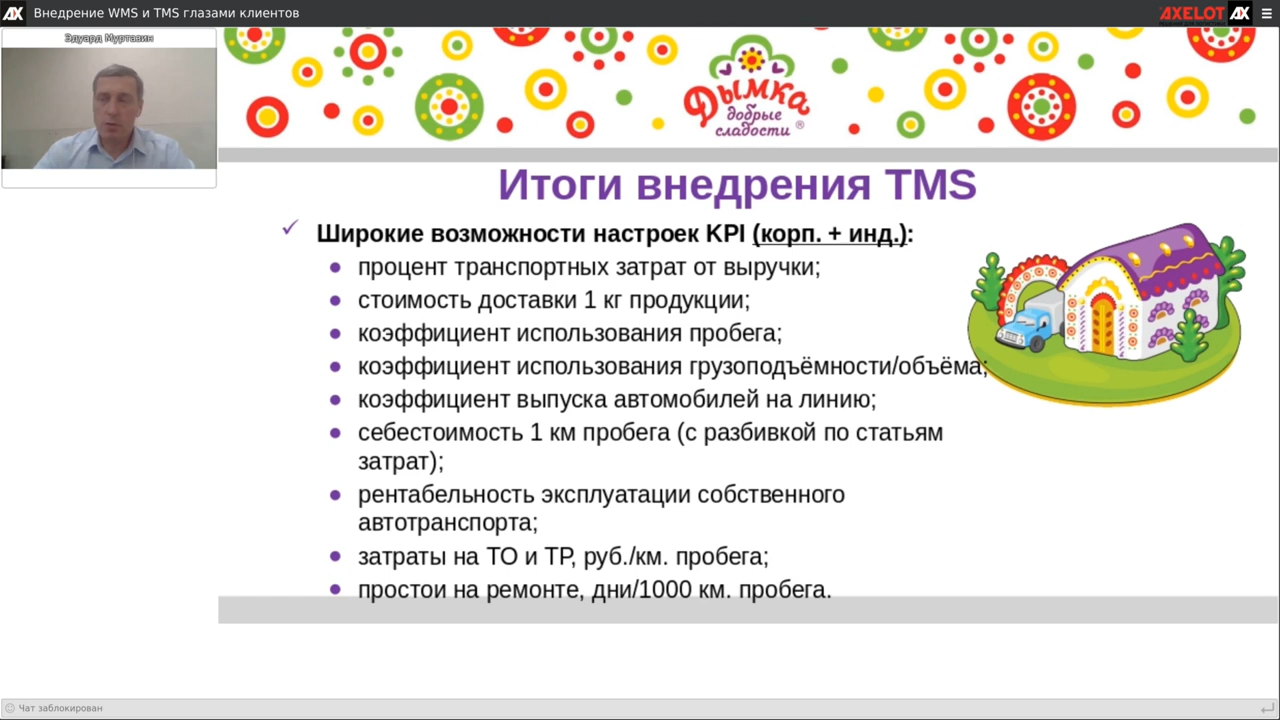 Внедрение WMS и TMS глазами клиентов
AXELOT
Эдуард Муртавин
Дымка
добрые
сладости ®
Итоги внедрения TMS
✓ Широкие возможности настроек KPI (корп. + инд.):
• процент транспортных затрат от выручки;
• стоимость доставки 1 кг продукции;
• коэффициент использования пробега;
• коэффициент использования грузоподъёмности/объёма;
• коэффициент выпуска автомобилей на линию;
• себестоимость 1 км пробега (с разбивкой по статьям
затрат);
• рентабельность эксплуатации собственного
автотранспорта;
• затраты на ТО и ТР, руб./км. пробега;
• простои на ремонте, дни/1000 км. пробега.
Чат заблокирован